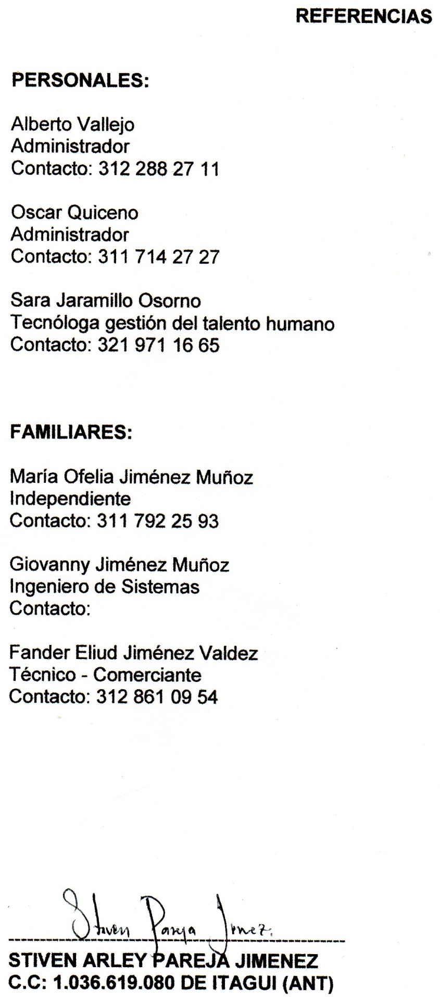 REFERENCIAS
PERSONALES:
Alberto Vallejo
Administrador
Contacto: 312 288 27 11
Oscar Quiceno
Administrador
Contacto: 311 714 27 27
Sara Jaramillo Osorno
Tecnóloga gestión del talento humano
Contacto: 321 971 16 65
FAMILIARES:
María Ofelia Jiménez Muñoz
Independiente
Contacto: 311 792 25 93
Giovanny Jiménez Muñoz
Ingeniero de Sistemas
Contacto:
Fander Eliud Jiménez Valdez
Técnico - Comerciante
Contacto: 312 861 09 54
Stiven Pareja Jimez.
STIVEN ARLEY PAREJA JIMENEZ
C.C: 1.036.619.080 DE ITAGUI (ANT)